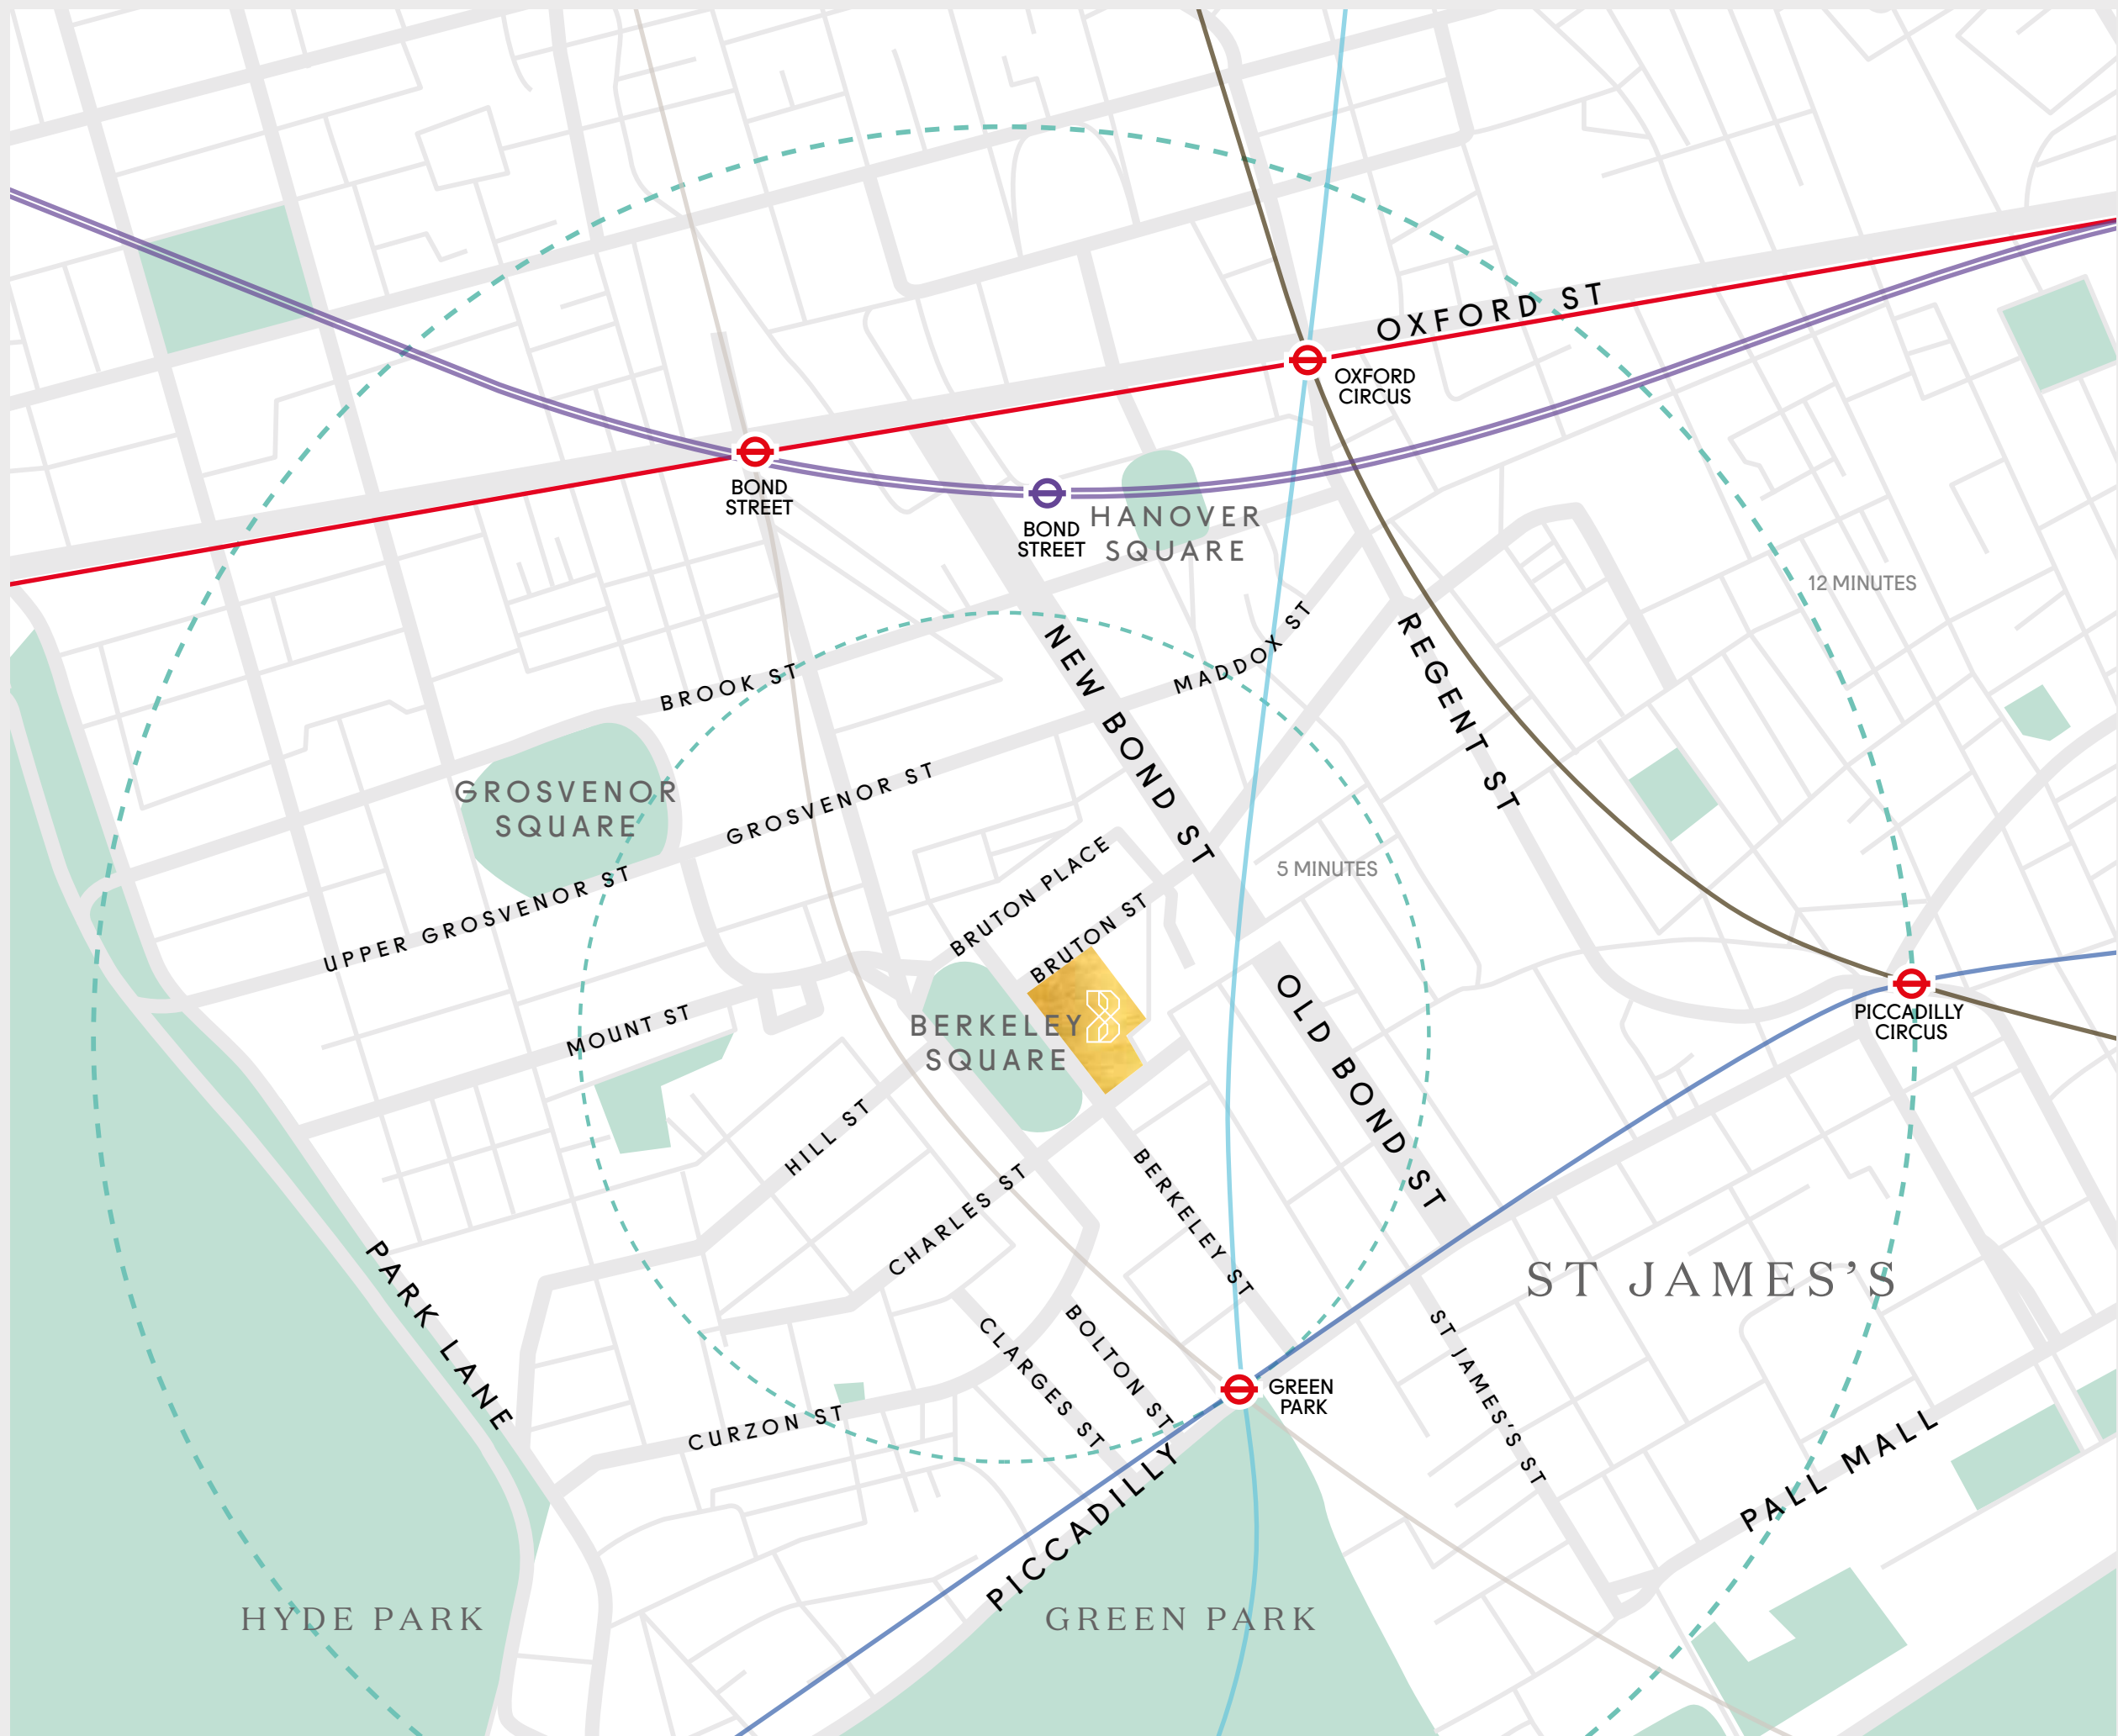 OXFORD ST
OXFORD
CIRCUS
BOND
STREET
BOND
STREET
HANOVER
SQUARE
12 MINUTES
MADDOX ST
NEW BOND ST
REGENT ST
BROOK ST
GROSVENOR
SQUARE
GROSVENOR ST
UPPER GROSVENOR ST
BRUTON PLACE
BRUTON ST
5 MINUTES
OLD BOND ST
PICCADILLY
CIRCUS
MOUNT ST
BERKELEY
SQUARE
HILL ST
CHARLES ST
BERKELEY ST
PARK LANE
ST JAMES’S
CLARGES ST
BOLTON ST
ST JAMES’S ST
GREEN
PARK
CURZON ST
PICCADILLY
PALL MALL
HYDE PARK
GREEN PARK